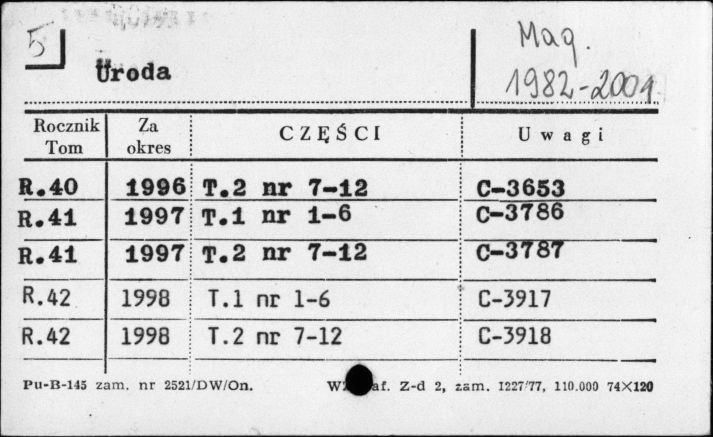 5
Mag.
Uroda
1982-2001
Rocznik Tom Za okres CZĘŚCI Uwagi
R.40 1996 T.2 nr 7-12 C-3653
R.41 1997 T.1 nr 1-6 C-3786
R.41 1997 T.2 nr 7-12 C-3787
R.42 1998 T.1 nr 1-6 C-3917
R.42 1998 T.2 nr 7-12 C-3918
Pu-B-145 zam. nr 2521/DW/On. af. Z-d 2, zam. 1227/77, 110.000 74×120